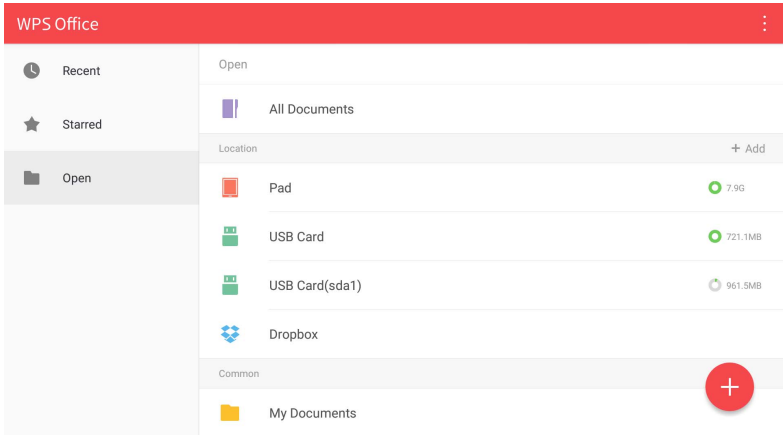 WPS Office
Recent
Starred
Open
Open
All Documents
Location + Add
Pad 7.9G
USB Card 721.1MB
USB Card(sda1) 961.5MB
Dropbox
Common
My Documents